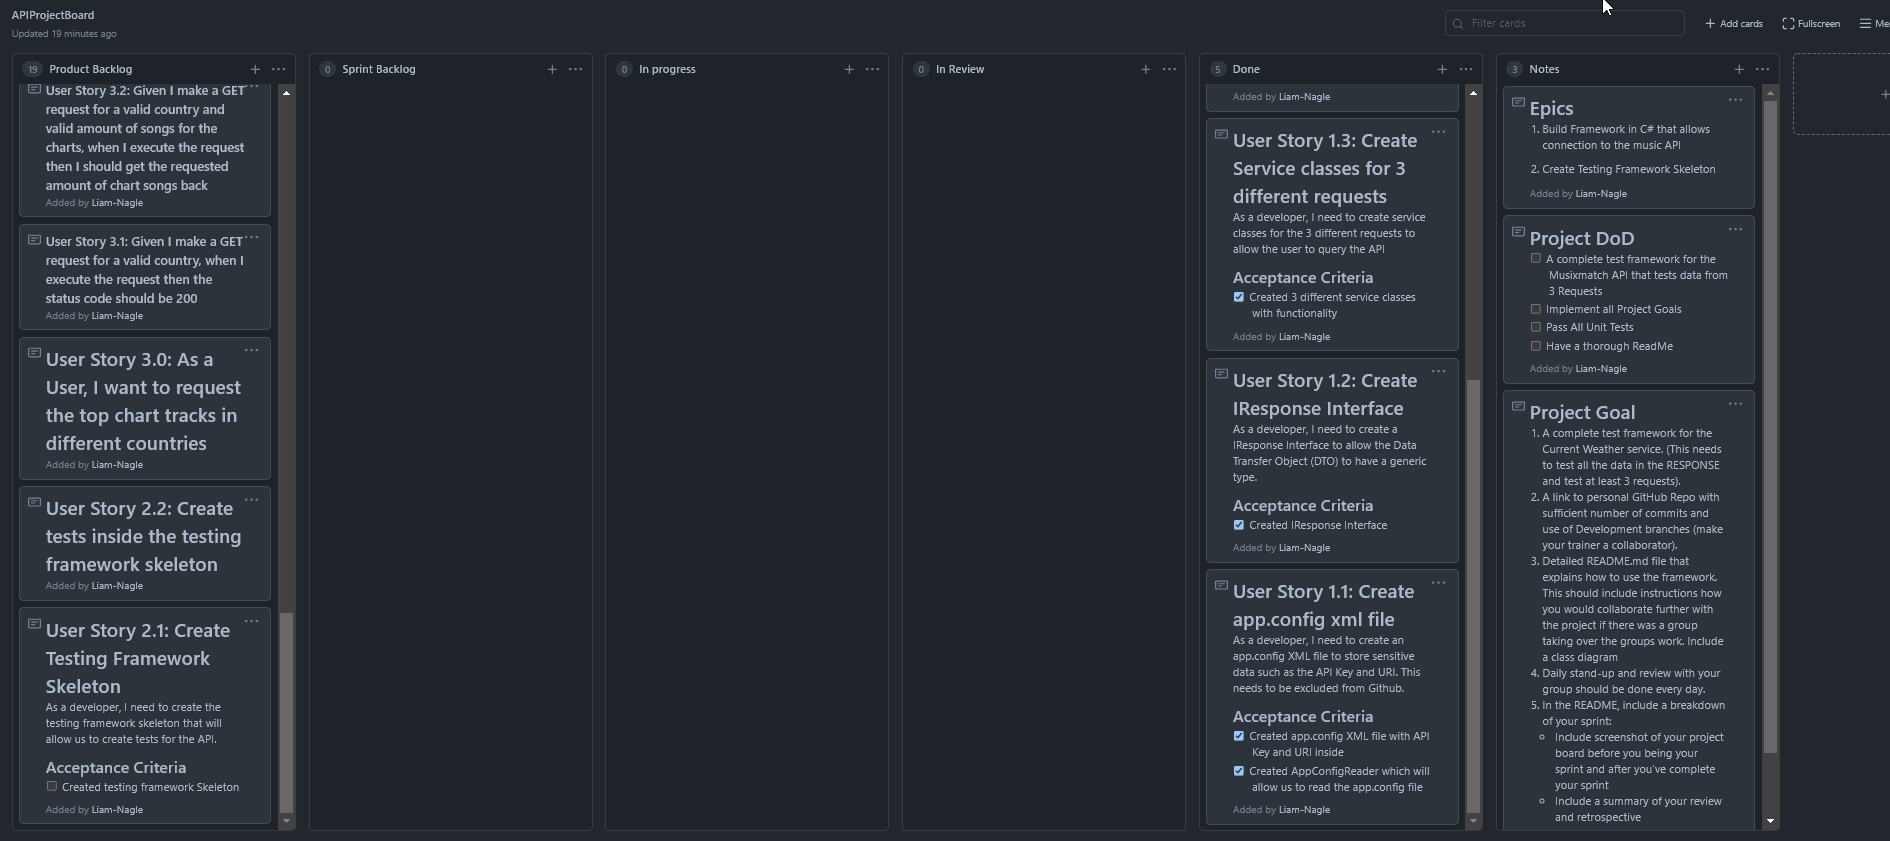 APIProjectBoard
Updated 19 minutes ago
Filter cards
Add cards
Fullscreen
Me
19 Product Backlog
User Story 3.2: Given I make a GET
request for a valid country and
valid amount of songs for the
charts, when I execute the request
then I should get the requested
amount of chart songs back
Added by Liam-Nagle
User Story 3.1: Given I make a GET
request for a valid country, when I
execute the request then the
status code should be 200
Added by Liam-Nagle
User Story 3.0: As a
User, I want to request
the top chart tracks in
different countries
Added by Liam-Nagle
User Story 2.2: Create
tests inside the testing
framework skeleton
Added by Liam-Nagle
User Story 2.1: Create
Testing Framework
Skeleton
As a developer, I need to create the
testing framework skeleton that will
allow us to create tests for the API.
Acceptance Criteria
Created testing framework Skeleton
Added by Liam-Nagle
0 Sprint Backlog
0 In progress
0 In Review
5 Done
Added by Liam-Nagle
User Story 1.3: Create
Service classes for 3
different requests
As a developer, I need to create service
classes for the 3 different requests to
allow the user to query the API
Acceptance Criteria
Created 3 different service classes
with functionality
Added by Liam-Nagle
User Story 1.2: Create
IResponse Interface
As a developer, I need to create a
IResponse Interface to allow the Data
Transfer Object (DTO) to have a generic
type.
Acceptance Criteria
Created IResponse Interface
Added by Liam-Nagle
User Story 1.1: Create
app.config xml file
As a developer, I need to create an
app.config XML file to store sensitive
data such as the API Key and URI. This
needs to be excluded from Github.
Acceptance Criteria
Created app.config XML file with API
Key and URI inside
Created AppConfigReader which will
allow us to read the app.config file
Added by Liam-Nagle
3 Notes
Epics
1. Build Framework in C# that allows
connection to the music API
2. Create Testing Framework Skeleton
Added by Liam-Nagle
Project DoD
A complete test framework for the
Musixmatch API that tests data from
3 Requests
Implement all Project Goals
Pass All Unit Tests
Have a thorough ReadMe
Added by Liam-Nagle
Project Goal
1. A complete test framework for the
Current Weather service. (This needs
to test all the data in the RESPONSE
and test at least 3 requests).
2. A link to personal GitHub Repo with
sufficient number of commits and
use of Development branches (make
your trainer a collaborator).
3. Detailed README.md file that
explains how to use the framework.
This should include instructions how
you would collaborate further with
the project if there was a group
taking over the groups work. Include
a class diagram
4. Daily stand-up and review with your
group should be done every day.
5. In the README, include a breakdown
of your sprint:
Include screenshot of your project
board before you being your
sprint and after you've complete
your sprint
Include a summary of your review
and retrospective